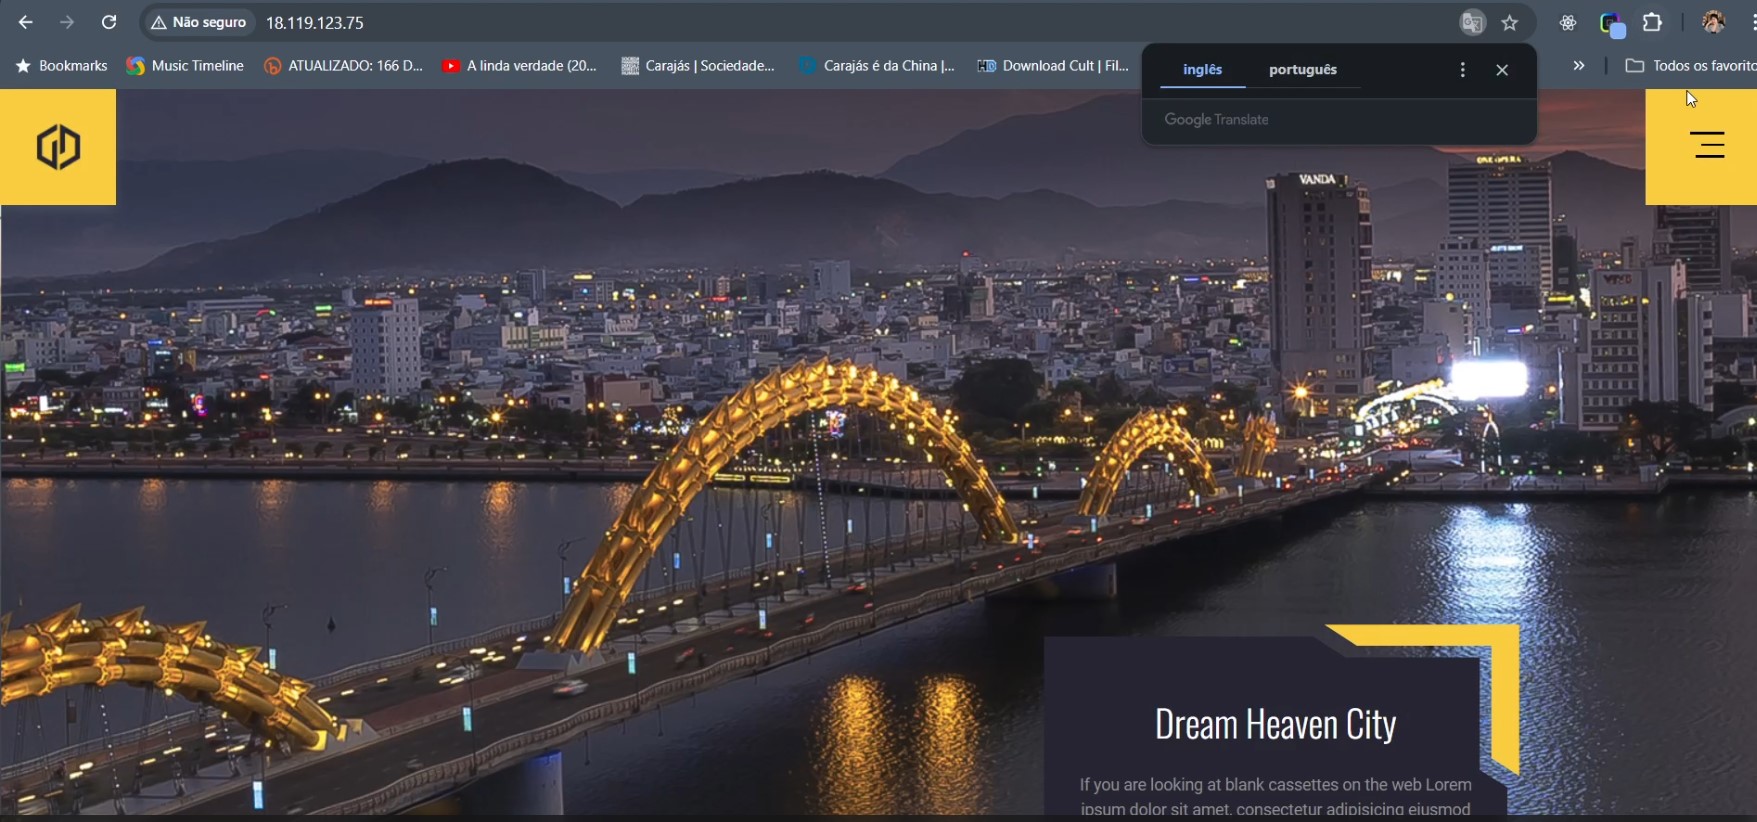 Não seguro 18.119.123.75
Bookmarks Music Timeline ATUALIZADO: 166 D... A linda verdade (20... Carajás | Sociedade... Carajás é da China |... Download Cult | Fil... » Todos os favorito
inglês português
Google Translate
ONE OPERA
VANDA
Dream Heaven City
If you are looking at blank cassettes on the web Lorem
ipsum dolor sit amet, consectetur adipisicing eiusmod